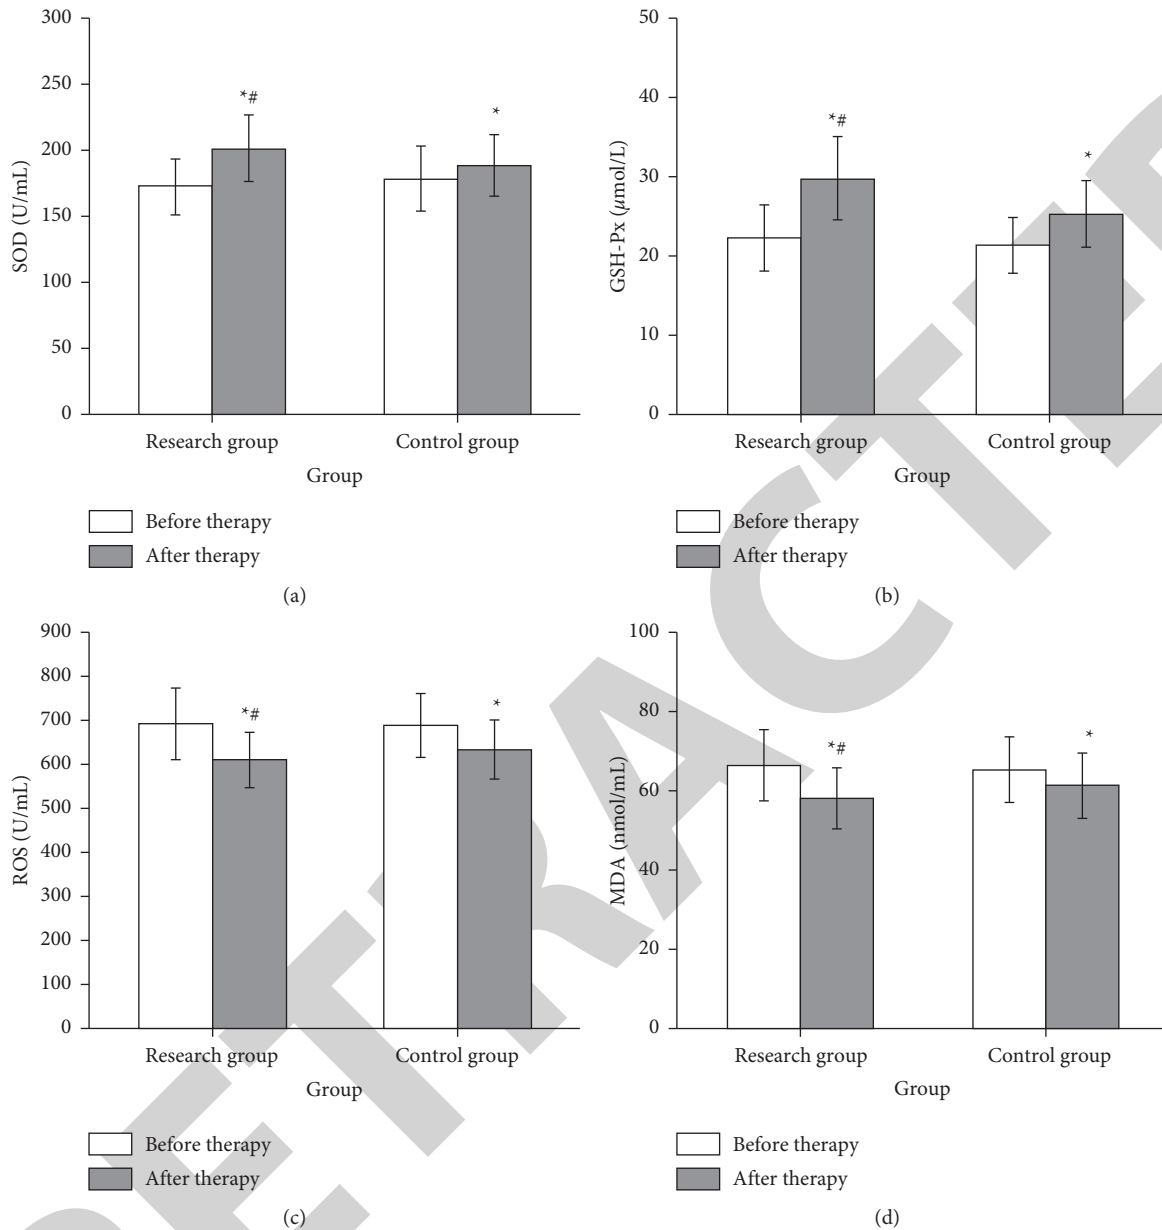 300
250
200
150
100
50
0
SOD (U/mL)
*#
*
Research group
Control group
Group
Before therapy
After therapy
(a)
50
40
30
20
10
0
GSH-Px (µmol/L)
*#
*
Research group
Control group
Group
Before therapy
After therapy
(b)
900
800
700
600
500
400
300
200
100
0
ROS (U/mL)
*#
*
Research group
Control group
Group
Before therapy
After therapy
(c)
100
80
60
40
20
0
MDA (nmol/mL)
*#
*
Research group
Control group
Group
Before therapy
After therapy
(d)
RETRACTED